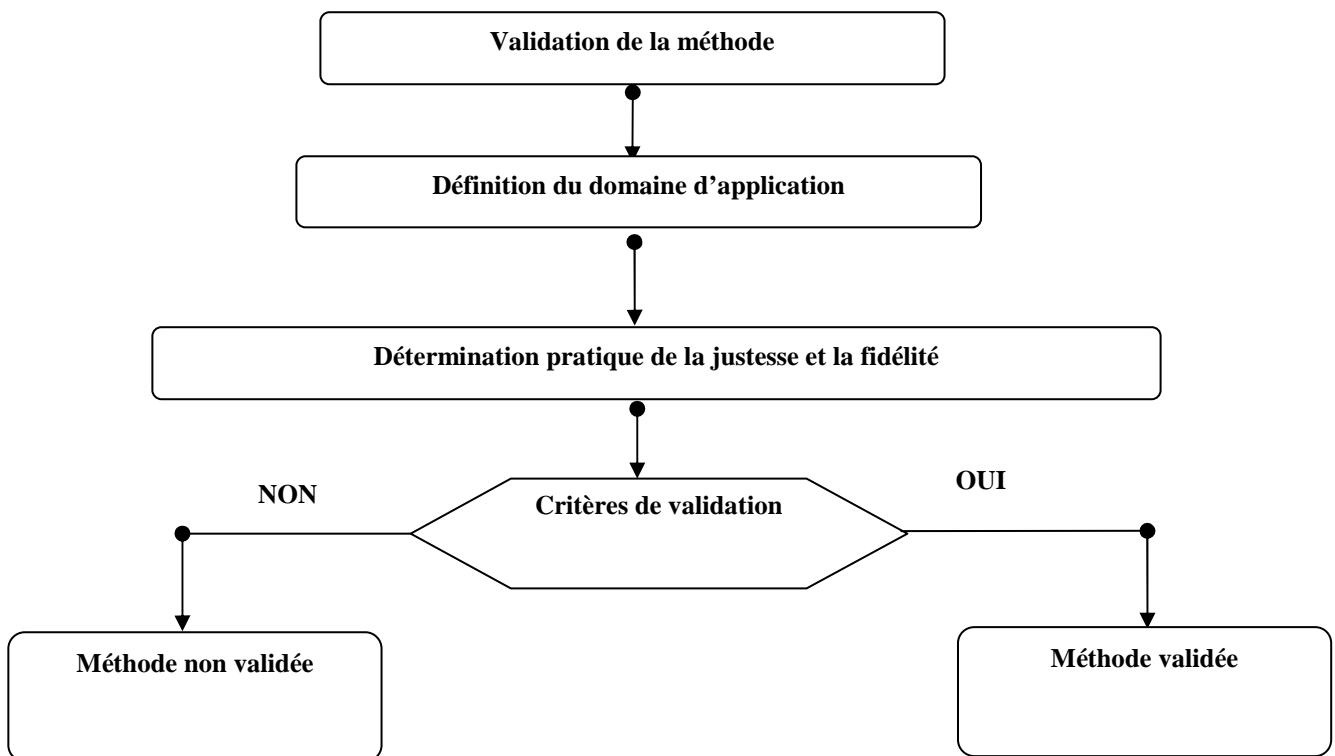 Validation de la méthode
Définition du domaine d’application
Détermination pratique de la justesse et la fidélité
NON
OUI
Critères de validation
Méthode non validée
Méthode validée